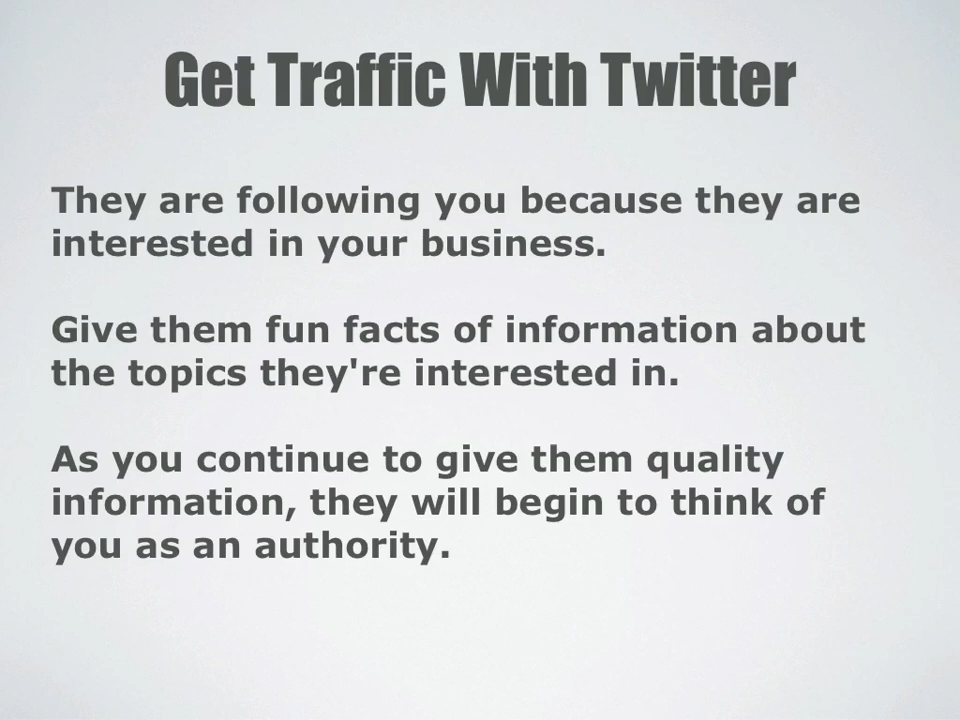 Get Traffic With Twitter
They are following you because they are
interested in your business.
Give them fun facts of information about
the topics they're interested in.
As you continue to give them quality
information, they will begin to think of
you as an authority.